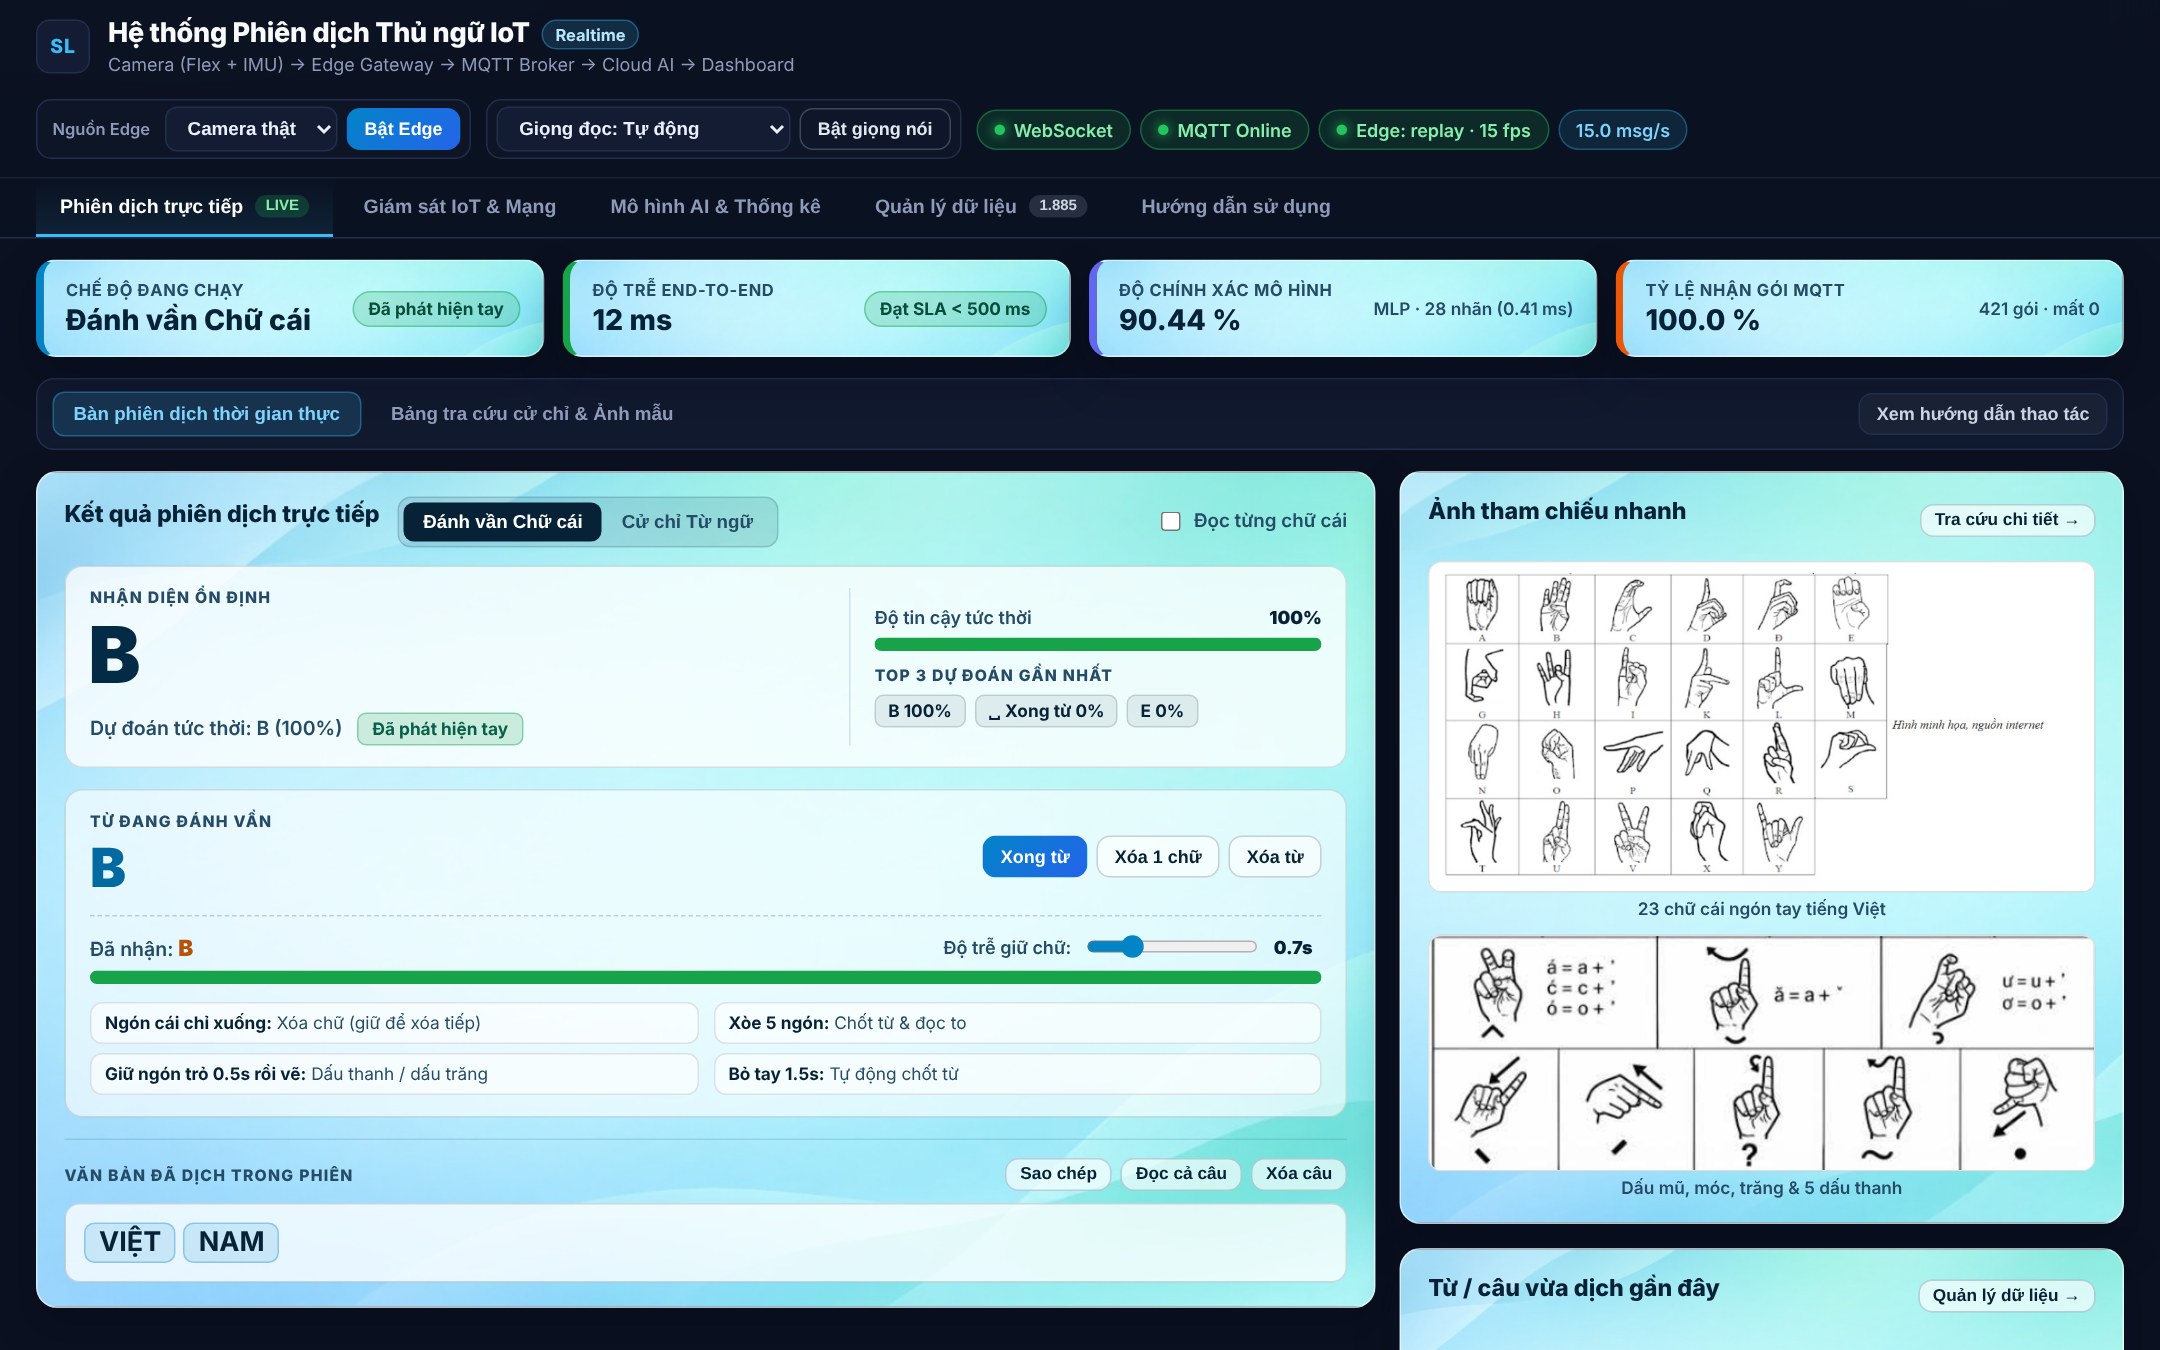 SL
Hệ thống Phiên dịch Thủ ngữ IoT Realtime
Camera (Flex + IMU) → Edge Gateway → MQTT Broker → Cloud AI → Dashboard
Nguồn Edge Camera thật Bật Edge Giọng đọc: Tự động Bật giọng nói WebSocket MQTT Online Edge: replay · 15 fps 15.0 msg/s
Phiên dịch trực tiếp LIVE Giám sát IoT & Mạng Mô hình AI & Thống kê Quản lý dữ liệu 1.885 Hướng dẫn sử dụng
CHẾ ĐỘ ĐANG CHẠY
Đánh vần Chữ cái
Đã phát hiện tay
ĐỘ TRỄ END-TO-END
12 ms
Đạt SLA < 500 ms
ĐỘ CHÍNH XÁC MÔ HÌNH
90.44 %
MLP · 28 nhãn (0.41 ms)
TỶ LỆ NHẬN GÓI MQTT
100.0 %
421 gói · mất 0
Bàn phiên dịch thời gian thực Bảng tra cứu cử chỉ & Ảnh mẫu Xem hướng dẫn thao tác
Kết quả phiên dịch trực tiếp Đánh vần Chữ cái Cử chỉ Từ ngữ Đọc từng chữ cái
NHẬN DIỆN ỔN ĐỊNH
B
Dự đoán tức thời: B (100%) Đã phát hiện tay
Độ tin cậy tức thời 100%
TOP 3 DỰ ĐOÁN GẦN NHẤT
B 100% ␣ Xong từ 0% E 0%
TỪ ĐANG ĐÁNH VẦN
B
Xong từ Xóa 1 chữ Xóa từ
Đã nhận: B Độ trễ giữ chữ: 0.7s
Ngón cái chỉ xuống: Xóa chữ (giữ để xóa tiếp) Xòe 5 ngón: Chốt từ & đọc to
Giữ ngón trỏ 0.5s rồi vẽ: Dấu thanh / dấu trăng Bỏ tay 1.5s: Tự động chốt từ
VĂN BẢN ĐÃ DỊCH TRONG PHIÊN Sao chép Đọc cả câu Xóa câu
VIỆT NAM
Ảnh tham chiếu nhanh Tra cứu chi tiết →
A B C D Đ E
G H I K L M
Hình minh họa, nguồn internet
N O P Q R S
T U V X Y
23 chữ cái ngón tay tiếng Việt
á = a + ʼ
ć = c + ʼ
ó = o + ʼ
ă = a + ˇ
ư = u + ʼ
ơ = o + ʼ
?
Dấu mũ, móc, trăng & 5 dấu thanh
Từ / câu vừa dịch gần đây Quản lý dữ liệu →